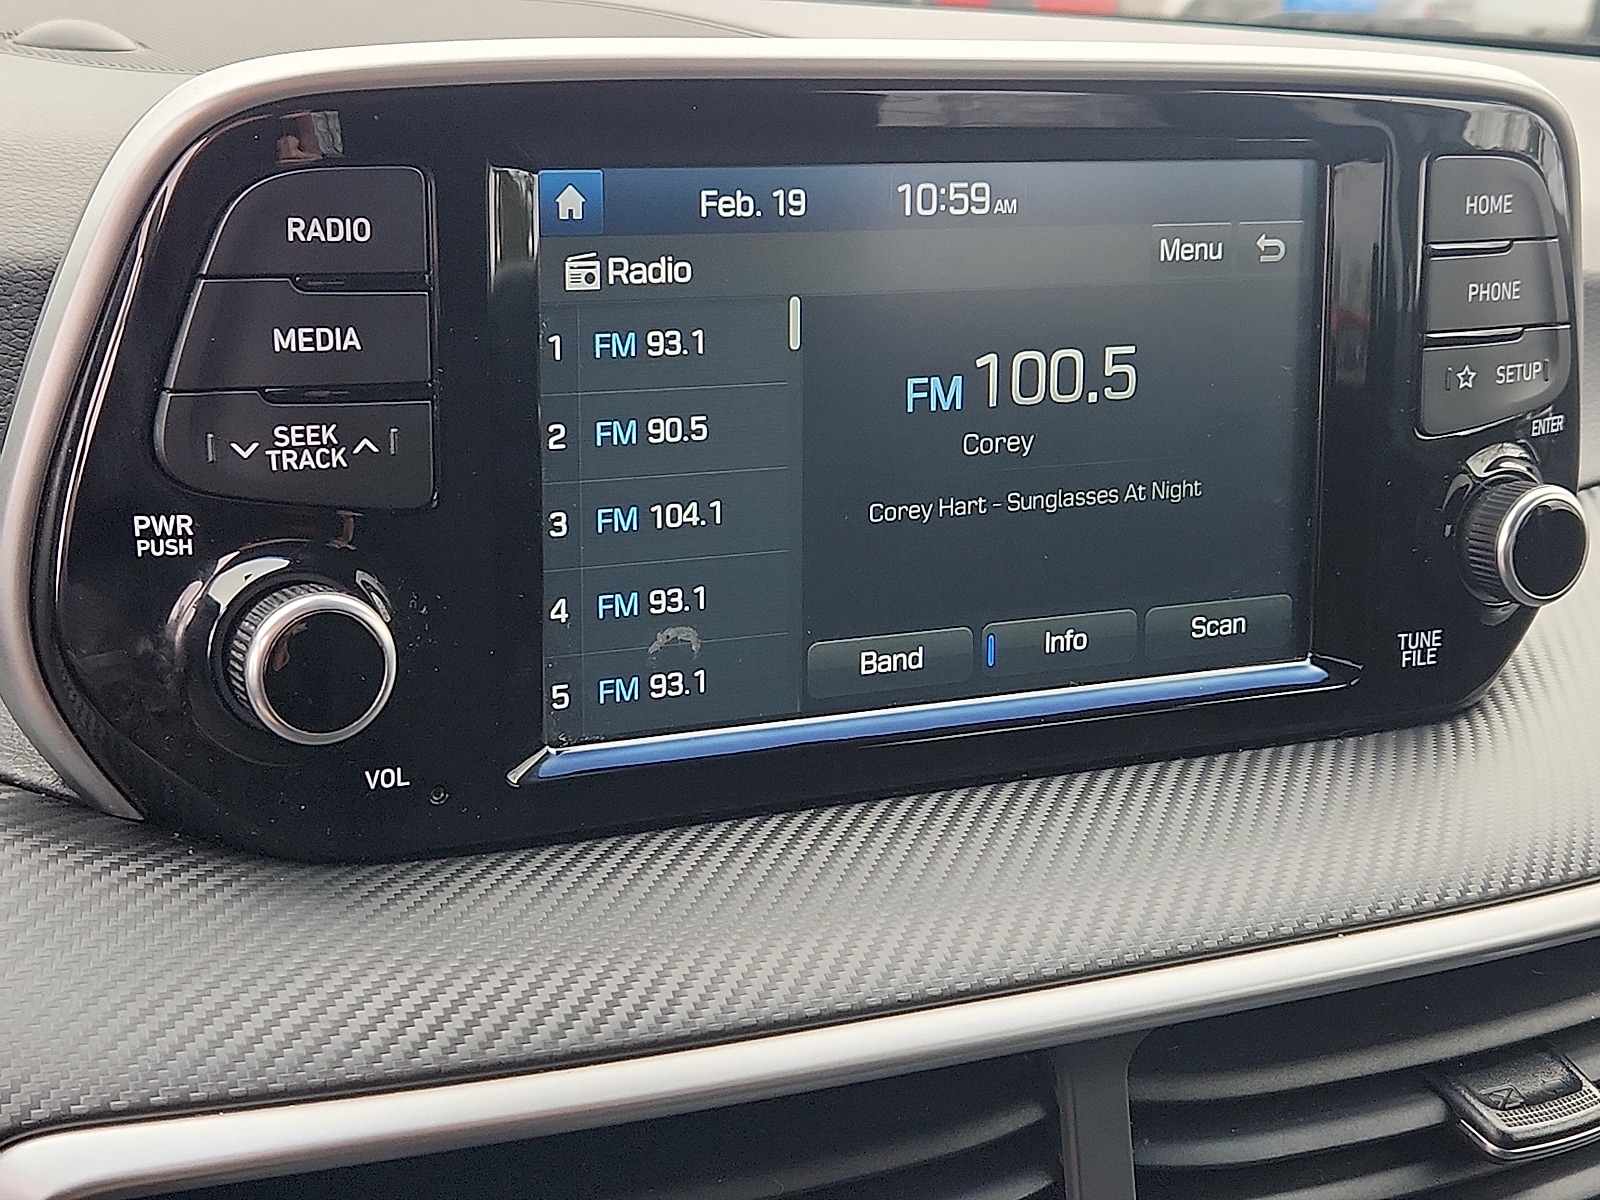 RADIO
MEDIA
SEEK
TRACK
PWR
PUSH
VOL
Feb. 19 10:59 AM
Radio
Menu
1 FM 93.1
2 FM 90.5
3 FM 104.1
4 FM 93.1
5 FM 93.1
FM 100.5
Corey
Corey Hart - Sunglasses At Night
Band
Info
Scan
HOME
PHONE
SETUP
ENTER
TUNE
FILE